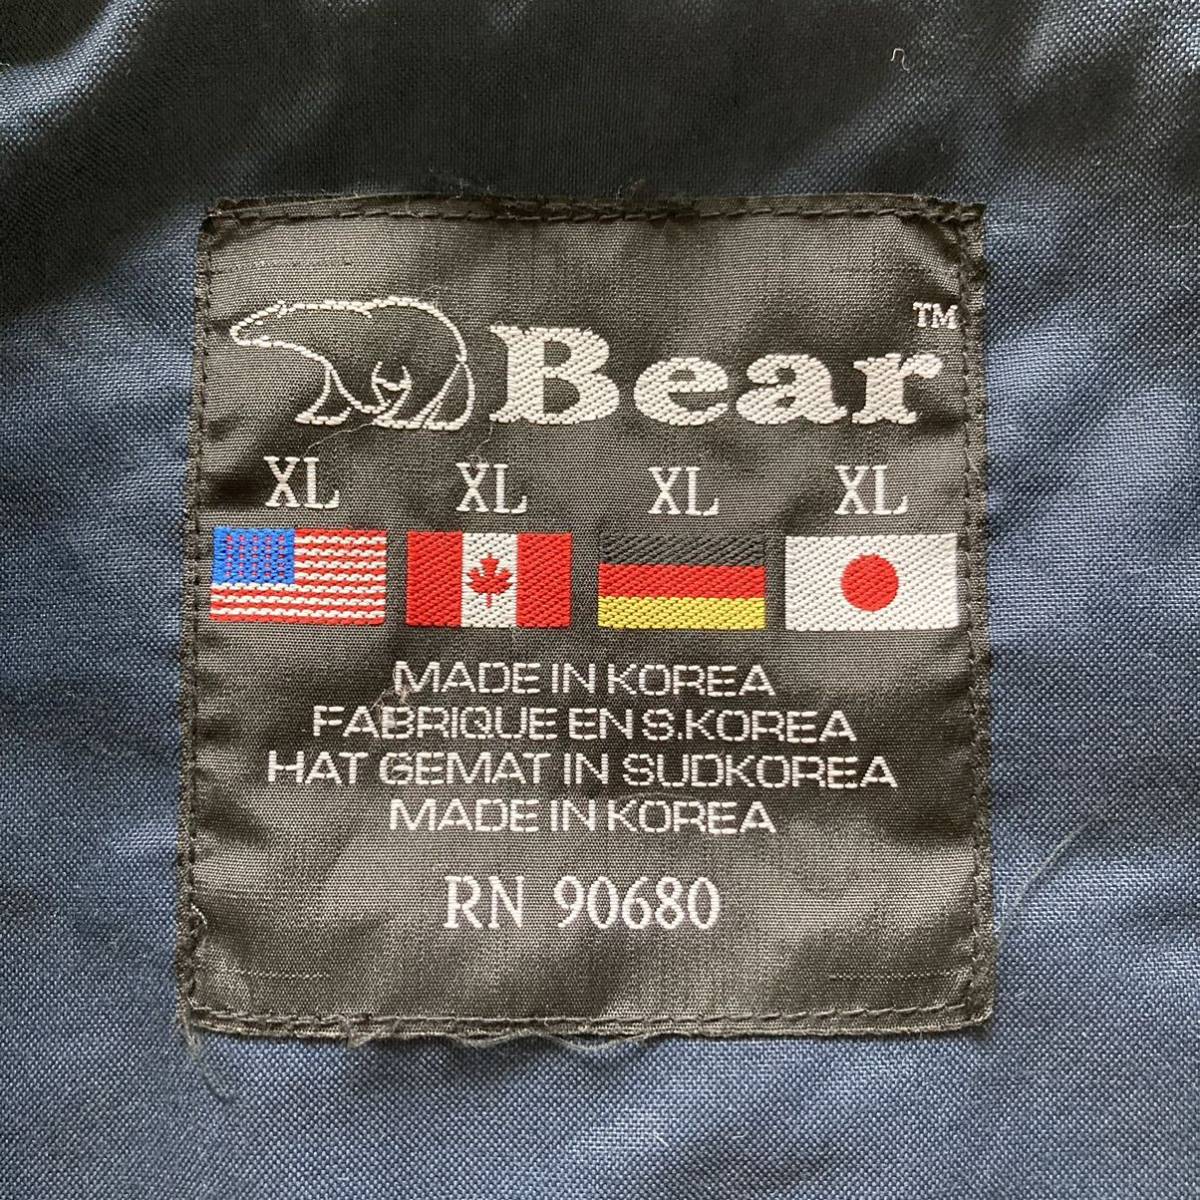 Bear™
XL XL XL XL
MADE IN KOREA
FABRIQUE EN S.KOREA
HAT GEMAT IN SUDKOREA
MADE IN KOREA
RN 90680